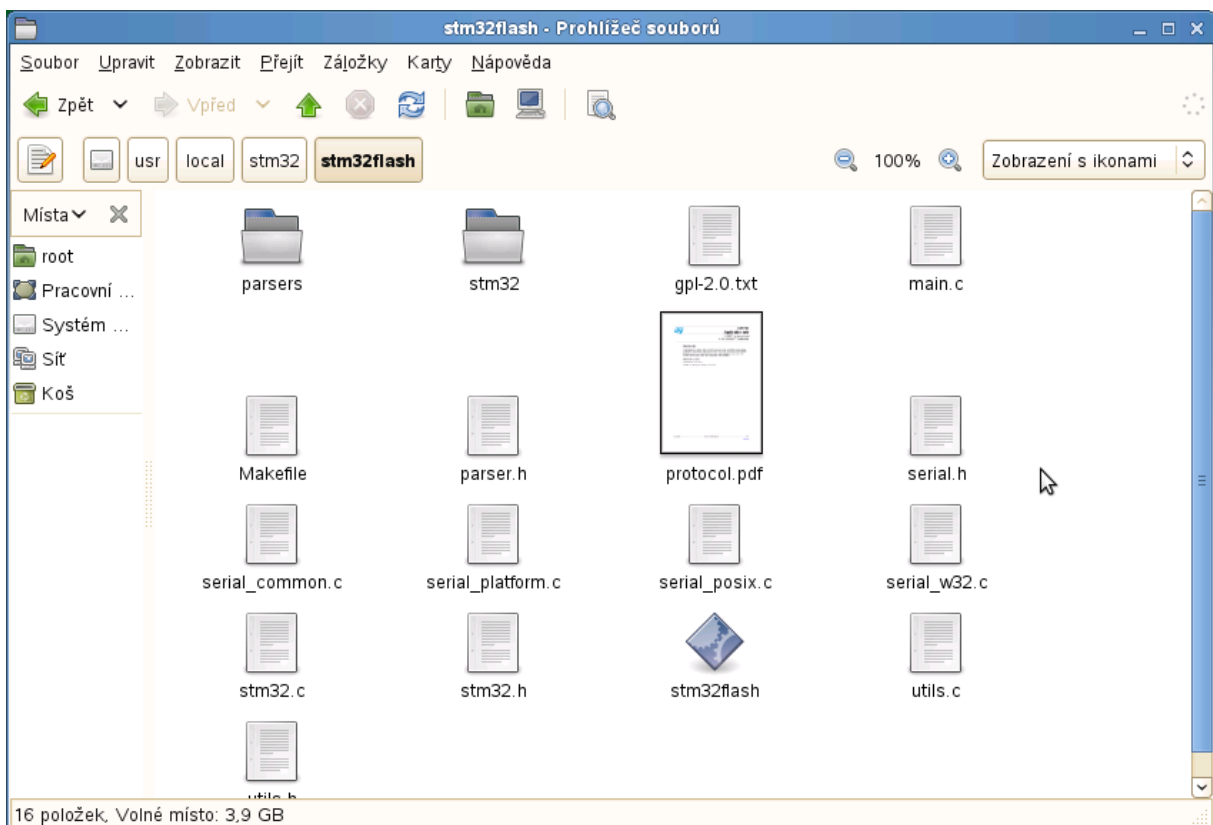 stm32flash - Prohlížeč souborů
Soubor Upravit Zobrazit Přejít Záložky Karty Nápověda
Zpět Vpřed
usr local stm32 stm32flash 100% Zobrazení s ikonami
Místa
root
Pracovní ...
Systém ...
Síť
Koš
parsers stm32 gpl-2.0.txt main.c
Makefile parser.h protocol.pdf serial.h
serial_common.c serial_platform.c serial_posix.c serial_w32.c
stm32.c stm32.h stm32flash utils.c
utils.h
16 položek, Volné místo: 3,9 GB